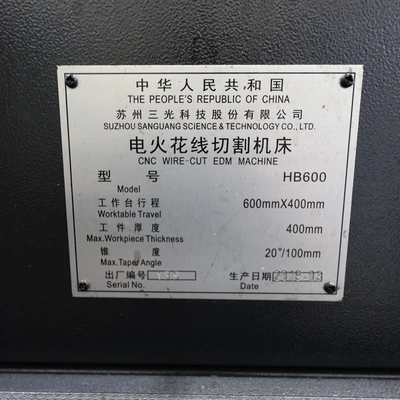 中华人民共和国
THE PEOPLE'S REPUBLIC OF CHINA
苏州三光科技股份有限公司
SUZHOU SANGUANG SCIENCE & TECHNOLOGY CO., LTD.
电火花线切割机床
CNC WIRE-CUT EDM MACHINE
型 号 HB600
Model
工作台行程 600mmX400mm
Worktable Travel
工件厚度 400mm
Max.Workpiece Thickness
锥 度 20°/100mm
Max.Taper Angle
出厂编号 生产日期
Serial No. Date